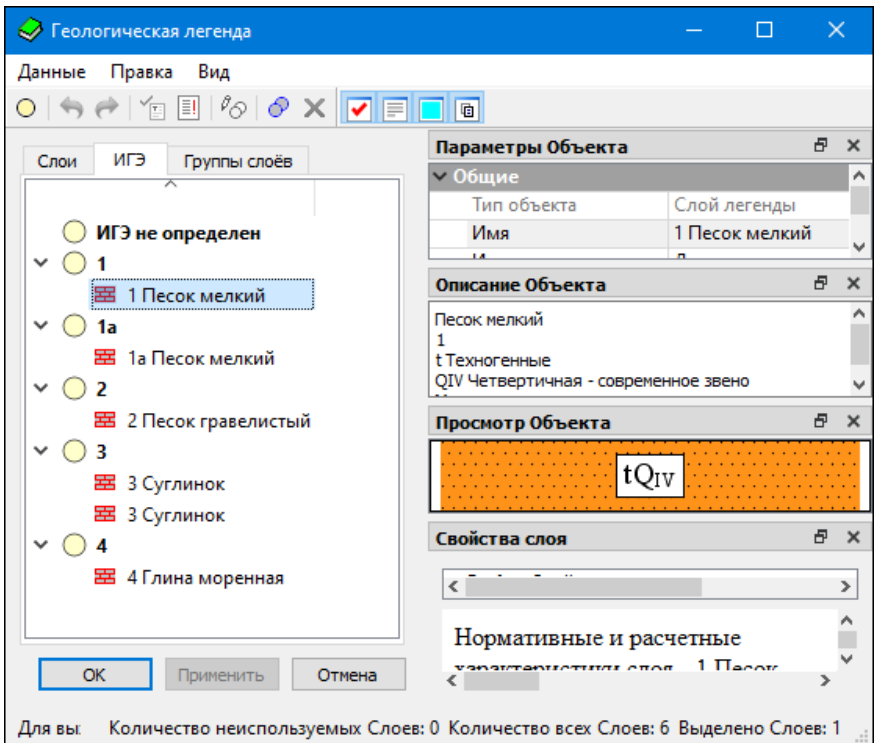 Геологическая легенда
Данные Правка Вид
Слои ИГЭ Группы слоёв
ИГЭ не определен
1
1 Песок мелкий
1а
1а Песок мелкий
2
2 Песок гравелистый
3
3 Суглинок
3 Суглинок
4
4 Глина моренная
OK Применить Отмена
Параметры Объекта
Общие
Тип объекта Слой легенды
Имя 1 Песок мелкий
Описание Объекта
Песок мелкий
1
t Техногенные
QIV Четвертичная - современное звено
Просмотр Объекта
tQIV
Свойства слоя
Нормативные и расчетные
характеристики слоя 1 Песок
Для вы Количество неиспользуемых Слоев: 0 Количество всех Слоев: 6 Выделено Слоев: 1